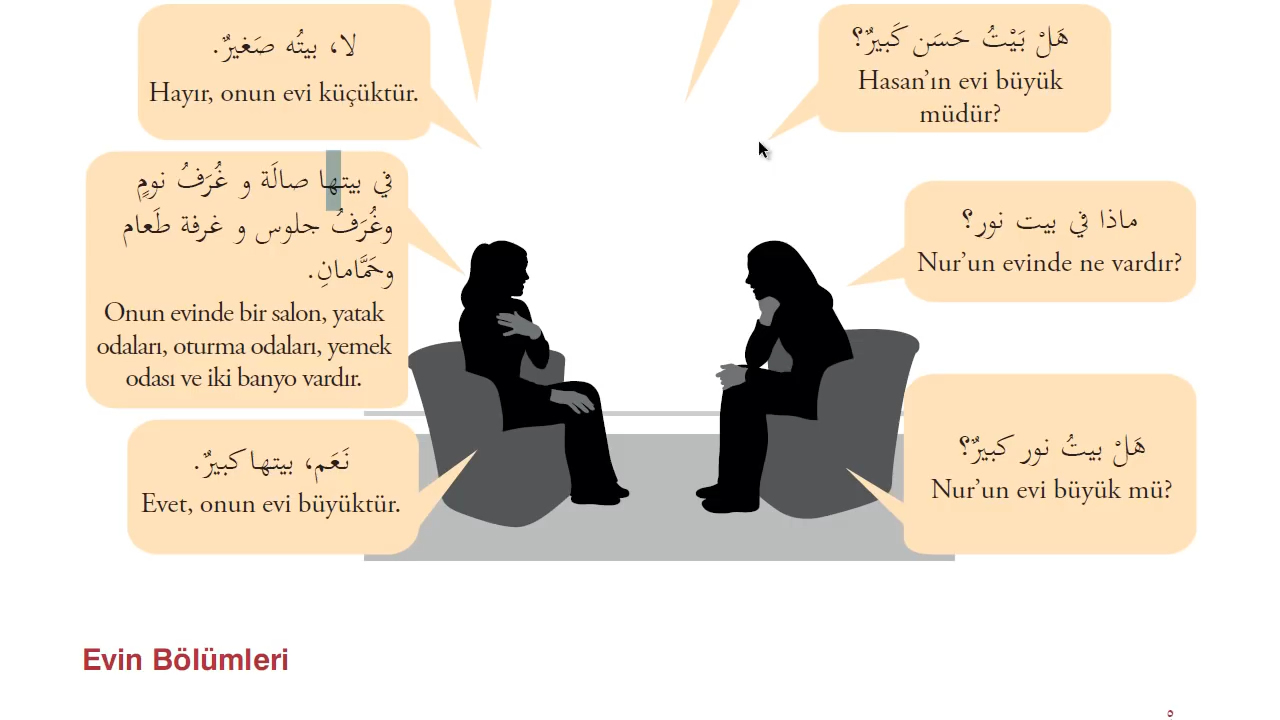 هَلْ بَيْتُ حَسَن كَبيرٌ؟
Hasan’ın evi büyük
müdür?
لا، بيتُه صَغيرٌ.
Hayır, onun evi küçüktür.
ماذا في بيت نور؟
Nur’un evinde ne vardır?
في بيتها صالَة و غُرَفُ نومٍ
وغُرَفُ جلوس و غرفة طَعام
وحَمَّامانِ.
Onun evinde bir salon, yatak
odaları, oturma odaları, yemek
odası ve iki banyo vardır.
هَلْ بيتُ نور كبيرٌ؟
Nur’un evi büyük mü?
نَعَم، بيتها كبيرٌ.
Evet, onun evi büyüktür.
Evin Bölümleri